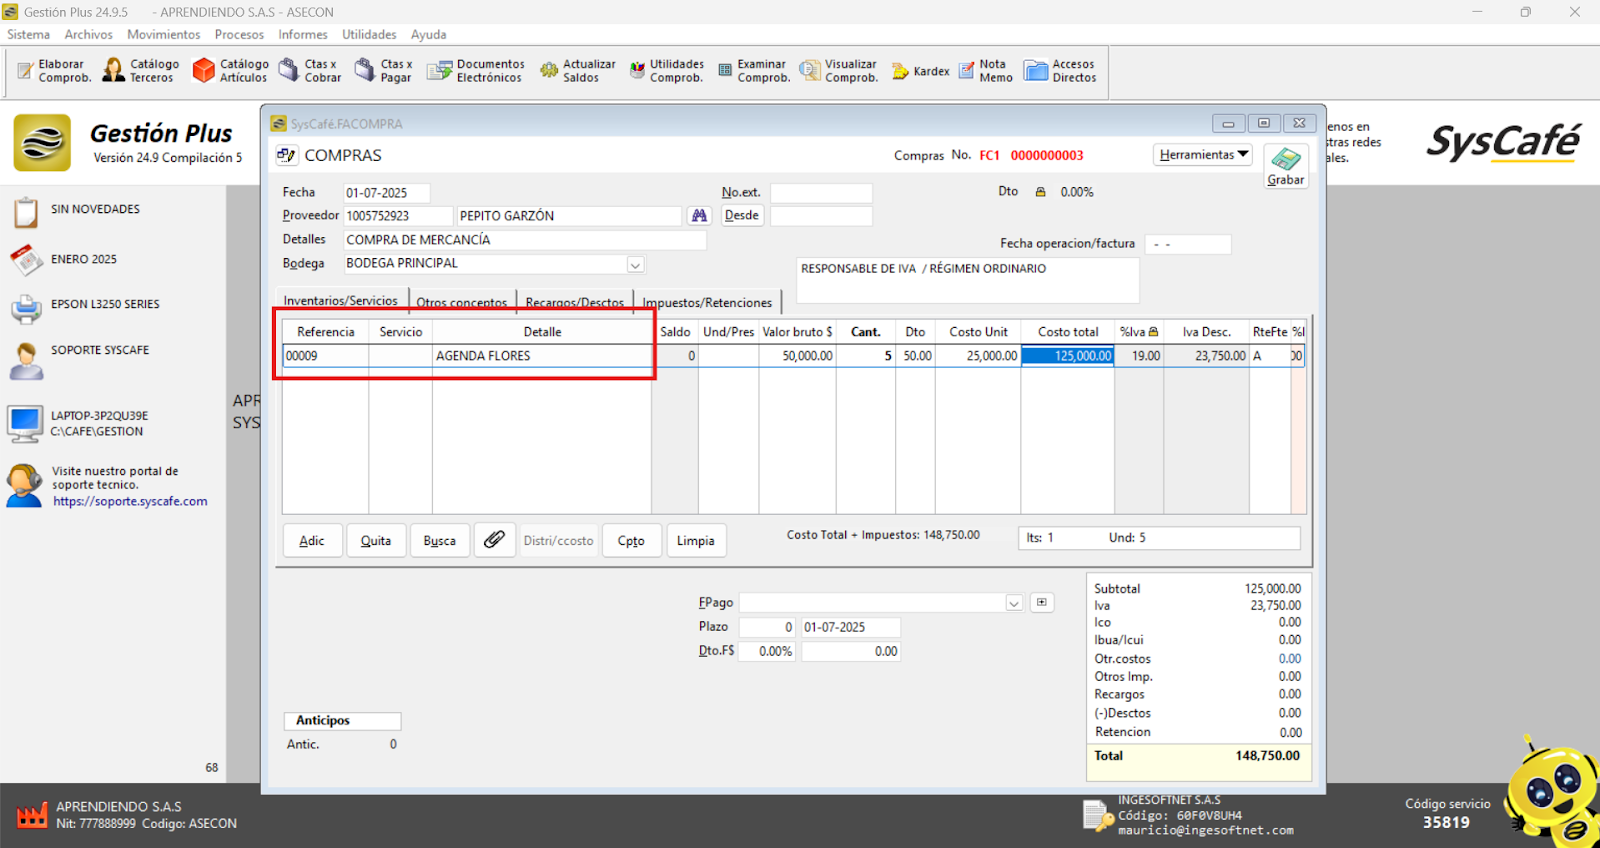 Gestión Plus 24.9.5 - APRENDIENDO S.A.S - ASECON
Sistema Archivos Movimientos Procesos Informes Utilidades Ayuda
Elaborar Comprob.
Catálogo Terceros
Catálogo Artículos
Ctas x Cobrar
Ctas x Pagar
Documentos Electrónicos
Actualizar Saldos
Utilidades Comprob.
Examinar Comprob.
Visualizar Comprob.
Kardex
Nota Memo
Accesos Directos
Gestión Plus
Versión 24.9 Compilación 5
SIN NOVEDADES
ENERO 2025
EPSON L3250 SERIES
SOPORTE SYSCAFE
LAPTOP-3P2QU39E
C:\CAFE\GESTION
Visite nuestro portal de
soporte tecnico.
https://soporte.syscafe.com
68
APR
SYS
enos en
stras redes
ales.
SysCafé
SysCafé.FACOMPRA
COMPRAS
Compras No. FC1 0000000003
Herramientas
Grabar
Fecha 01-07-2025
No.ext.
Dto 0.00%
Proveedor 1005752923 PEPITO GARZÓN
Desde
Detalles COMPRA DE MERCANCÍA
Fecha operacion/factura - -
Bodega BODEGA PRINCIPAL
RESPONSABLE DE IVA / RÉGIMEN ORDINARIO
Inventarios/Servicios Otros conceptos Recargos/Desctos Impuestos/Retenciones
Referencia Servicio Detalle Saldo Und/Pres Valor bruto $ Cant. Dto Costo Unit Costo total %Iva Iva Desc. RteFte %I
00009 AGENDA FLORES 0 50,000.00 5 50.00 25,000.00 125,000.00 19.00 23,750.00 A 00
Adic Quita Busca Distri/ccosto Cpto Limpia
Costo Total + Impuestos: 148,750.00
Its: 1 Und: 5
FPago
Plazo 0 01-07-2025
Dto.F$ 0.00% 0.00
Anticipos
Antic. 0
Subtotal 125,000.00
Iva 23,750.00
Ico 0.00
Ibua/Icui 0.00
Otr.costos 0.00
Otros Imp. 0.00
Recargos 0.00
(-)Desctos 0.00
Retencion 0.00
Total 148,750.00
APRENDIENDO S.A.S
Nit: 777888999 Codigo: ASECON
INGESOFTNET S.A.S
Código: 60F0V8UH4
mauricio@ingesoftnet.com
Código servicio
35819